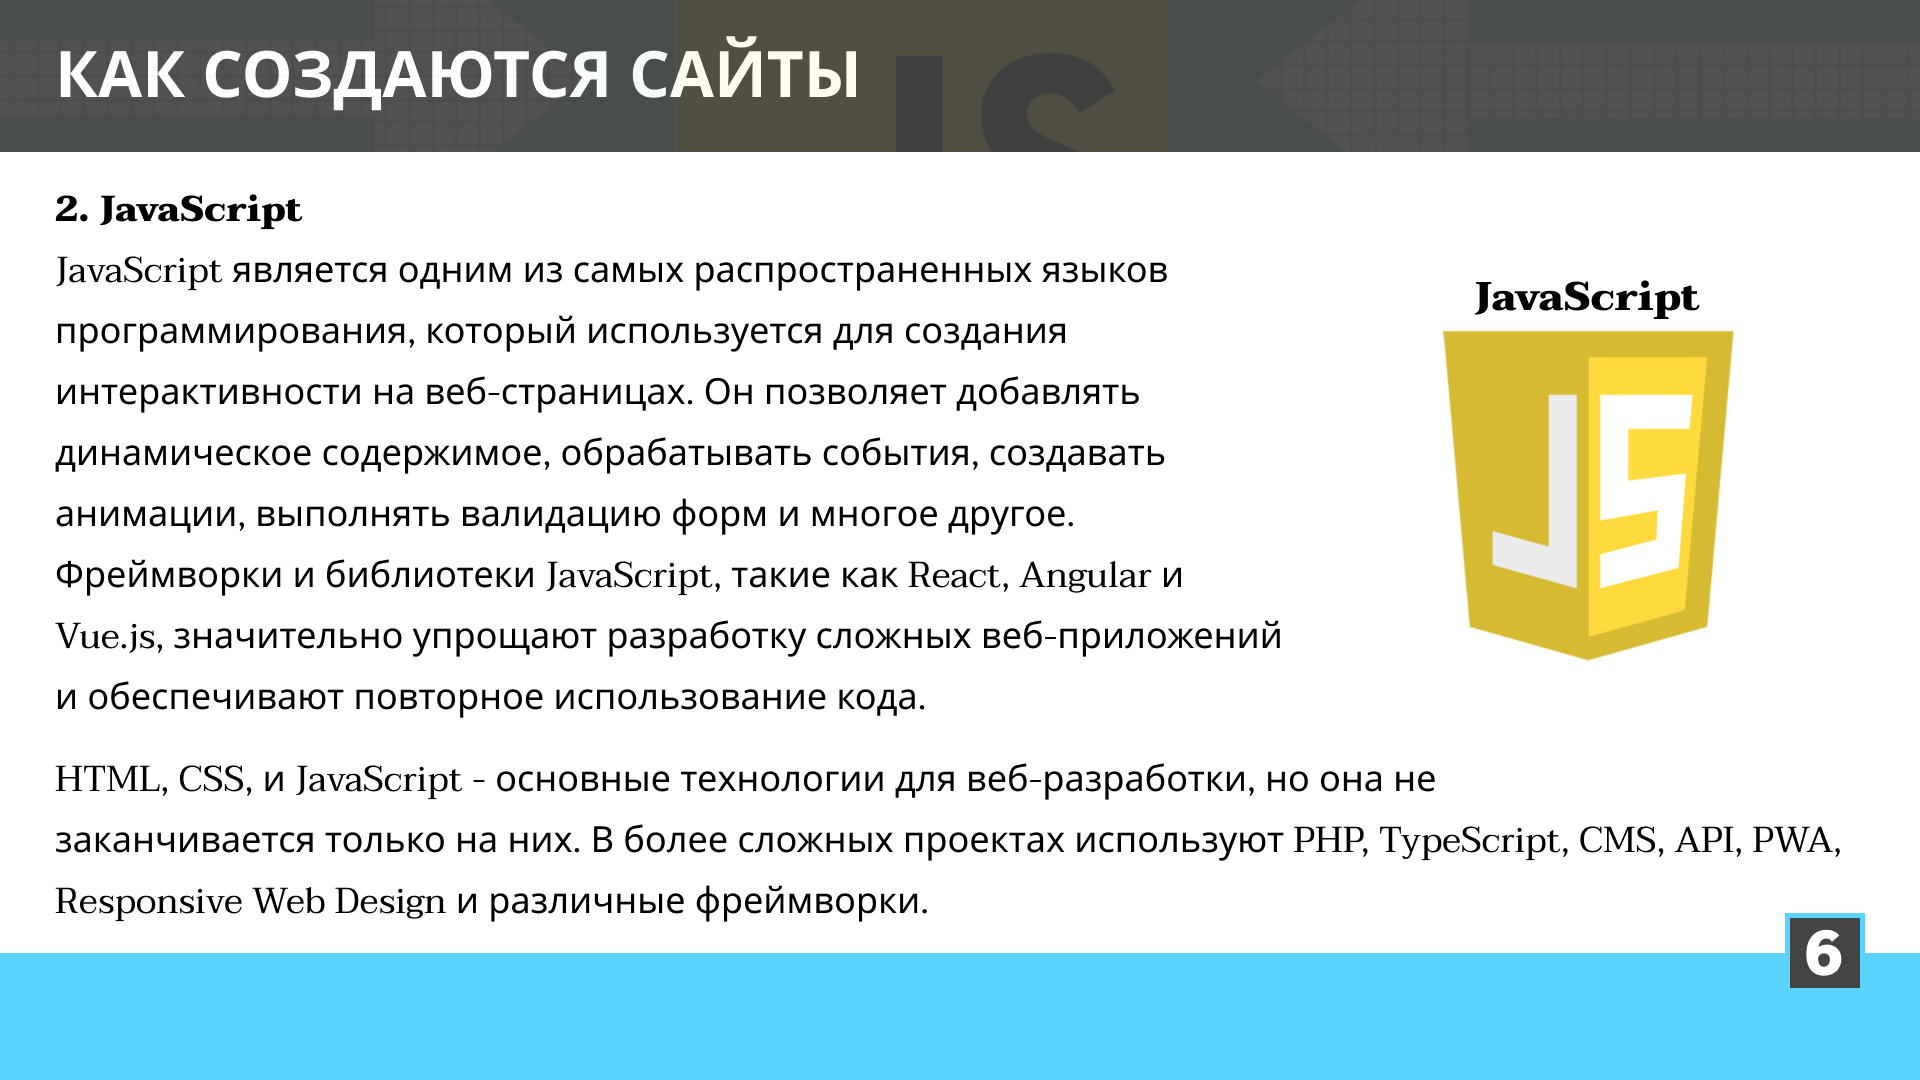 КАК СОЗДАЮТСЯ САЙТЫ
JS
2. JavaScript
JavaScript является одним из самых распространенных языков
программирования, который используется для создания
интерактивности на веб-страницах. Он позволяет добавлять
динамическое содержимое, обрабатывать события, создавать
анимации, выполнять валидацию форм и многое другое.
Фреймворки и библиотеки JavaScript, такие как React, Angular и
Vue.js, значительно упрощают разработку сложных веб-приложений
и обеспечивают повторное использование кода.
JavaScript
JS
HTML, CSS, и JavaScript - основные технологии для веб-разработки, но она не
заканчивается только на них. В более сложных проектах используют PHP, TypeScript, CMS, API, PWA,
Responsive Web Design и различные фреймворки.
6